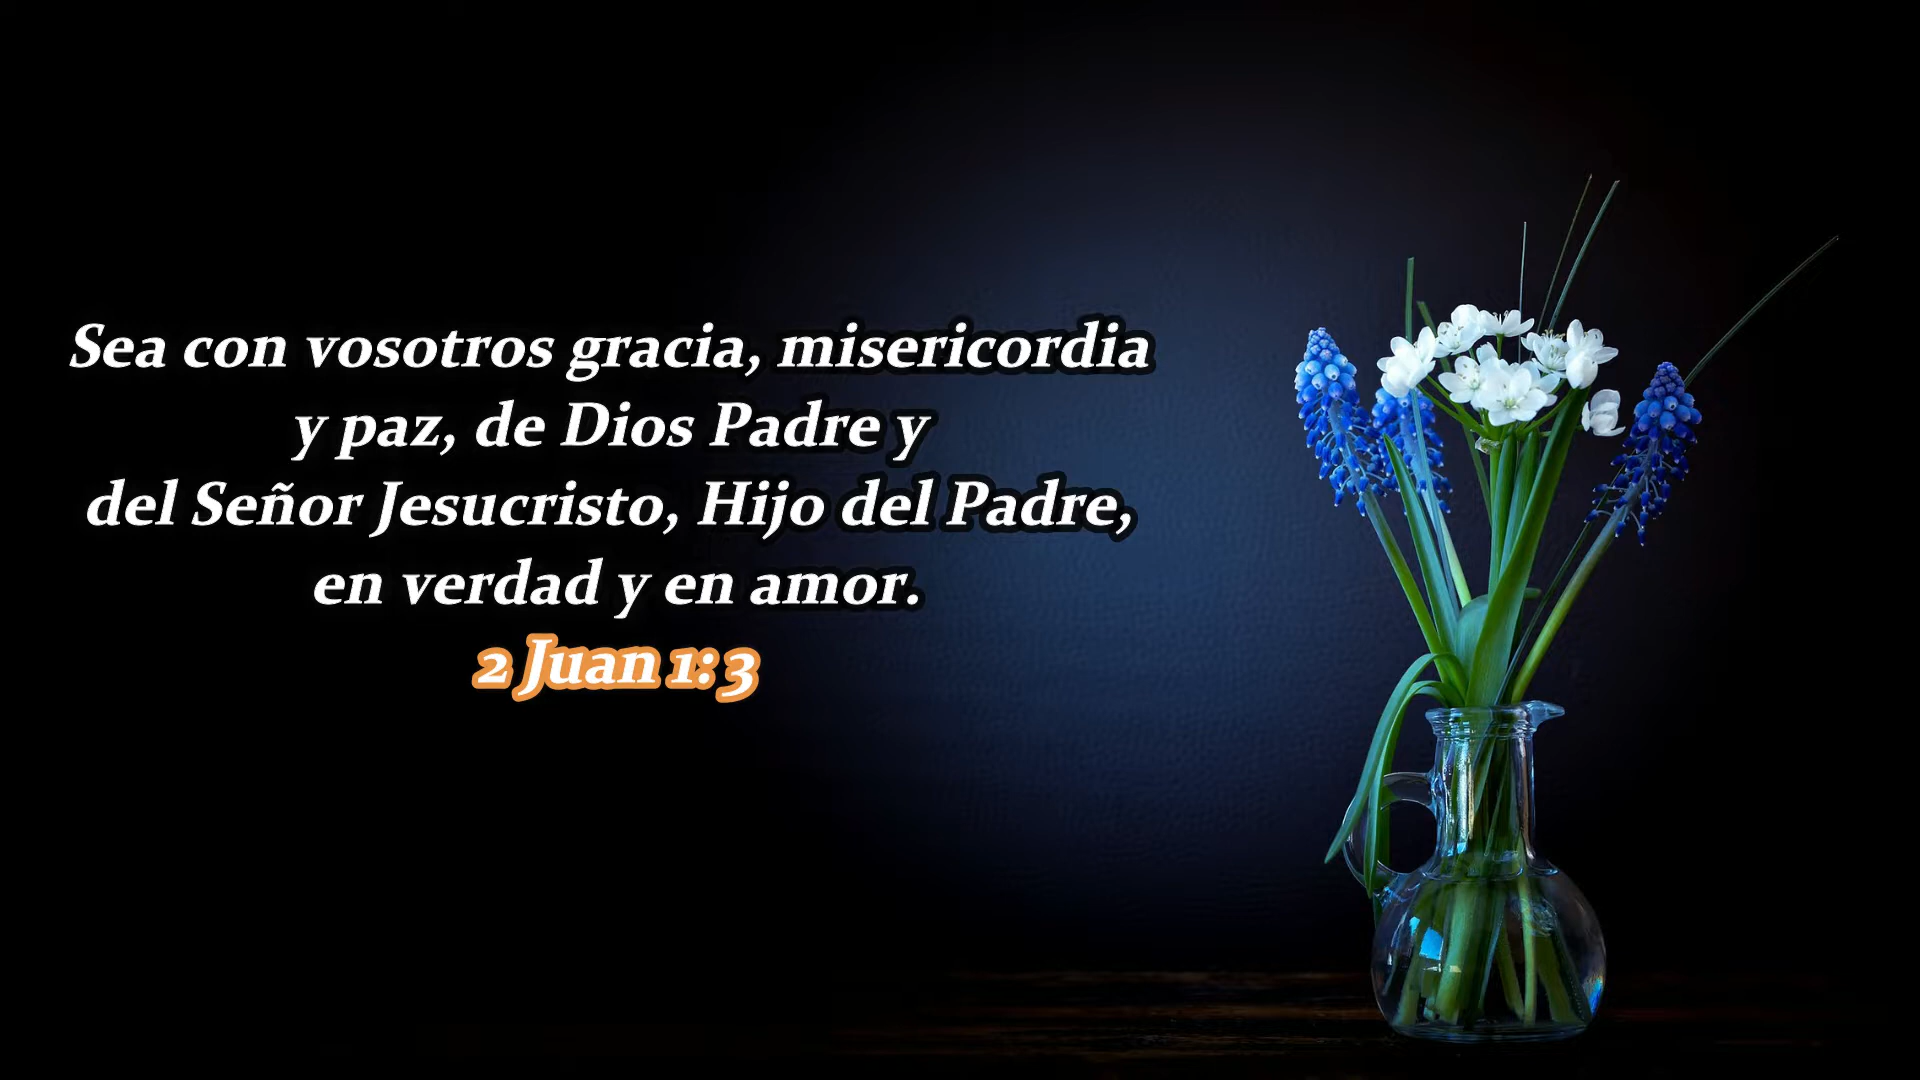 Sea con vosotros gracia, misericordia
y paz, de Dios Padre y
del Señor Jesucristo, Hijo del Padre,
en verdad y en amor.
2 Juan 1: 3